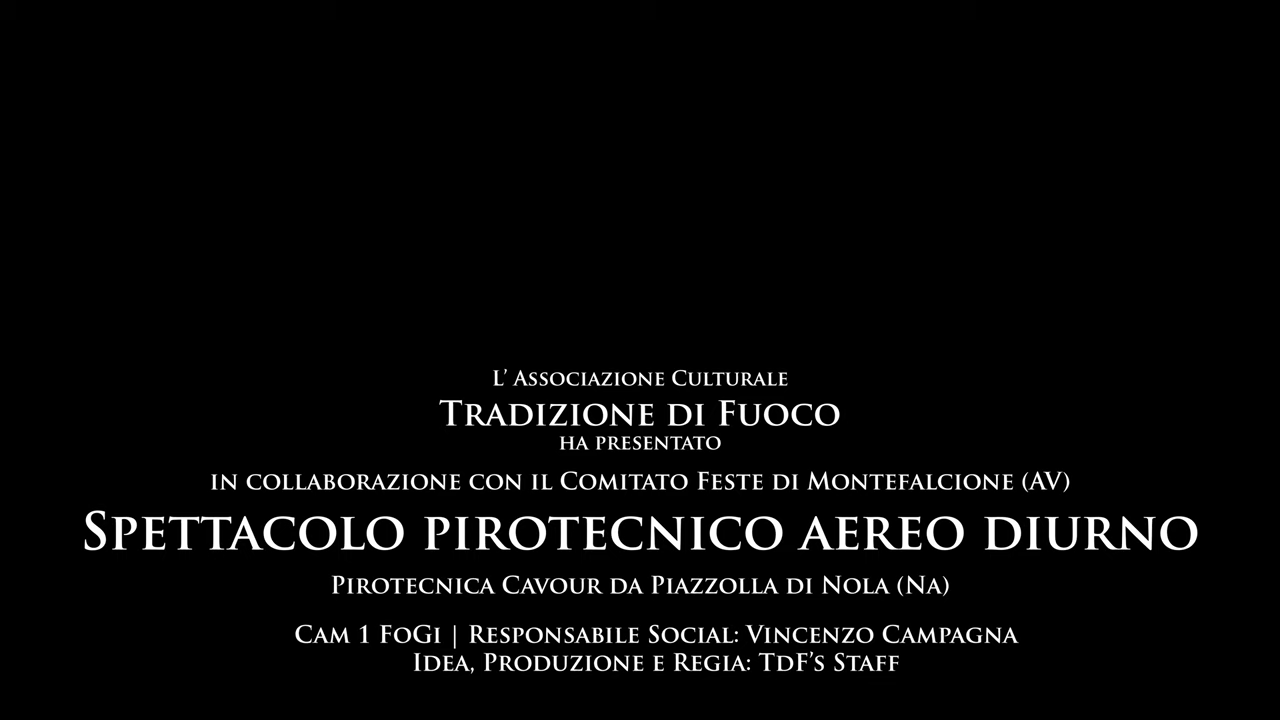 L' Associazione Culturale
Tradizione di Fuoco
ha presentato
in collaborazione con il Comitato Feste di Montefalcione (AV)
Spettacolo pirotecnico aereo diurno
Pirotecnica Cavour da Piazzolla di Nola (Na)
Cam 1 FoGi | Responsabile Social: Vincenzo Campagna
Idea, Produzione e Regia: TdF's Staff